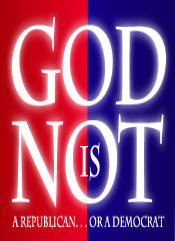 GOD
IS
NOT
A REPUBLICAN... OR A DEMOCRAT